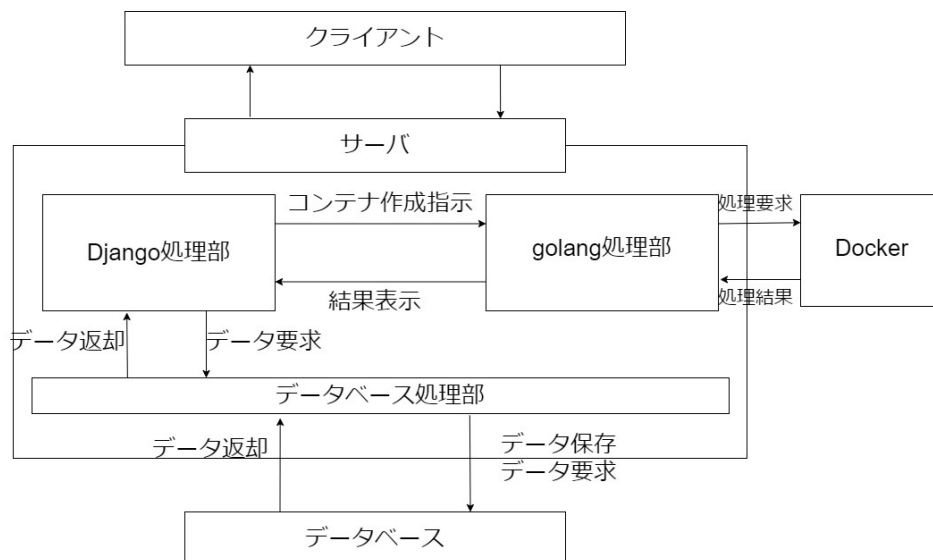 クライアント
サーバ
コンテナ作成指示
処理要求
Django処理部
golang処理部
Docker
結果表示
処理結果
データ返却
データ要求
データベース処理部
データ返却
データ保存
データ要求
データベース